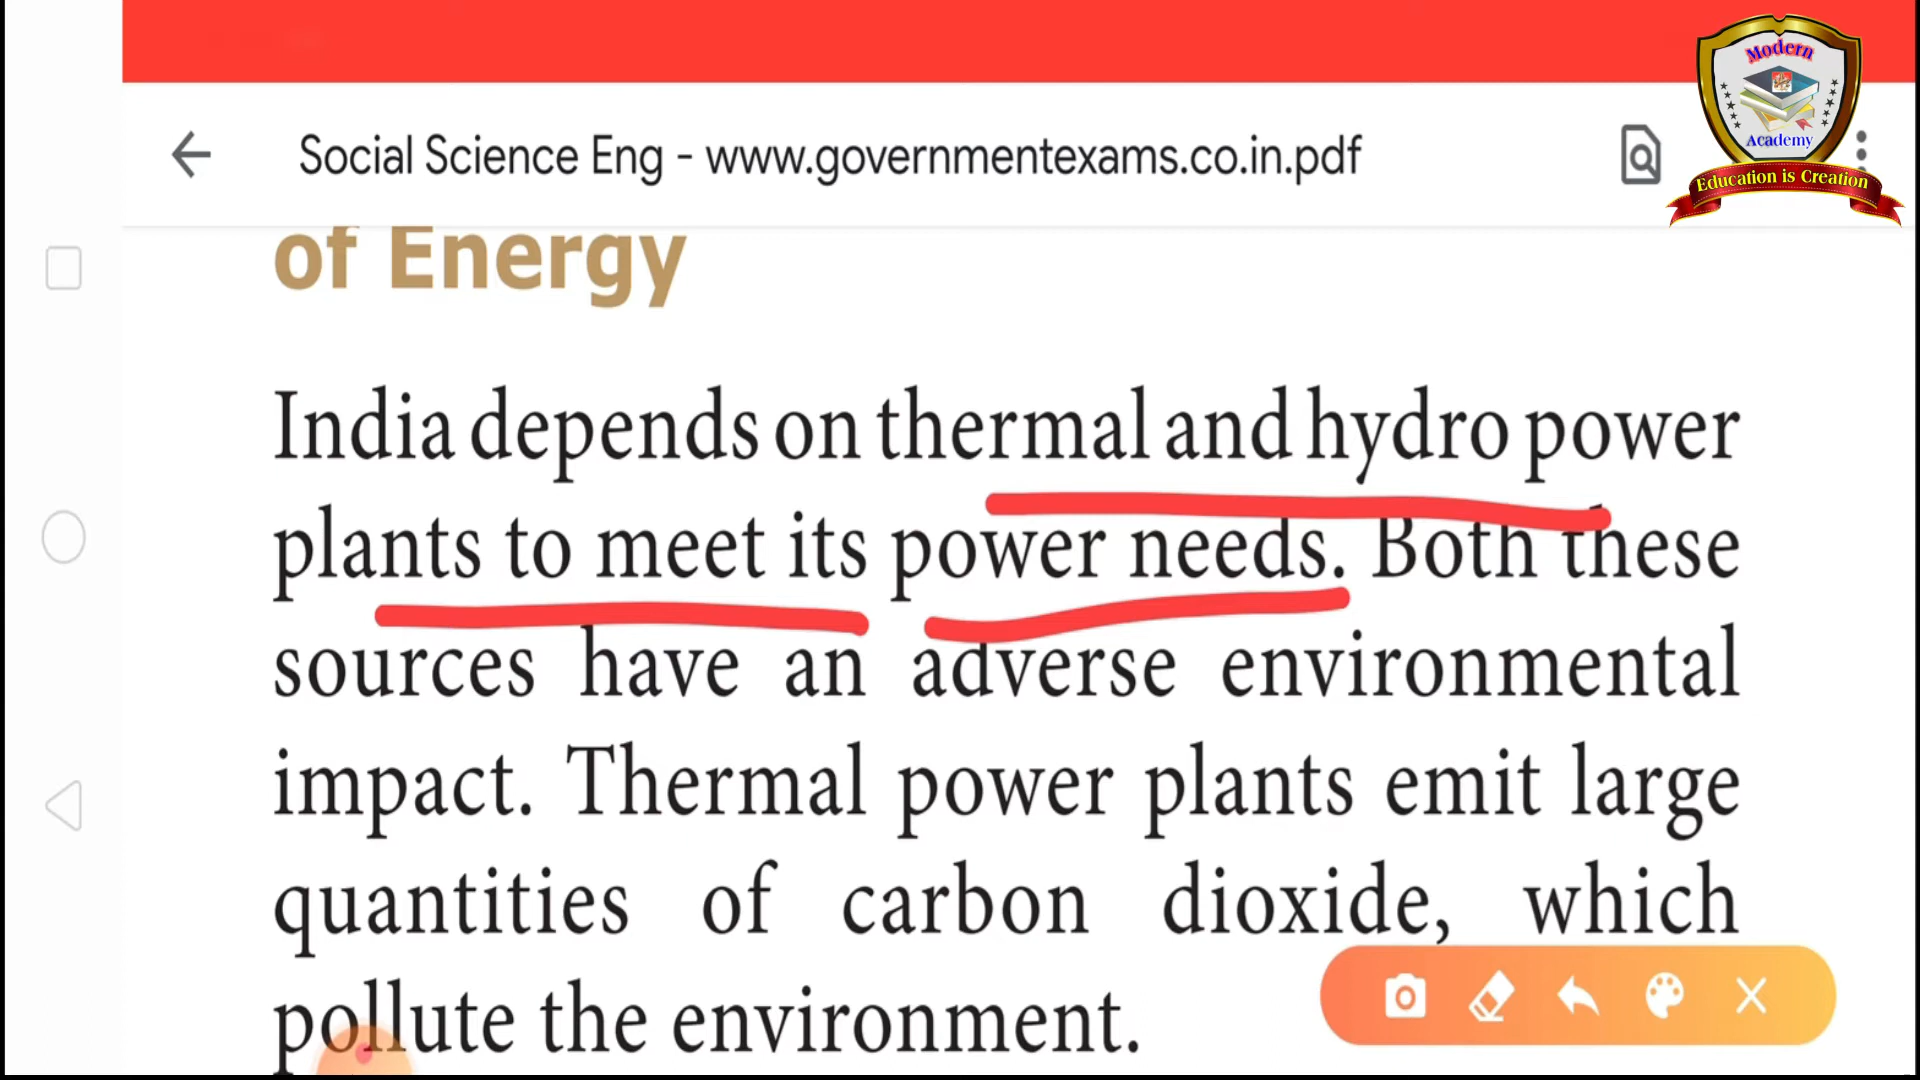 Modern
Academy
Education is Creation
Social Science Eng - www.governmentexams.co.in.pdf
of Energy
India depends on thermal and hydro power
plants to meet its power needs. Both these
sources have an adverse environmental
impact. Thermal power plants emit large
quantities of carbon dioxide, which
pollute the environment.